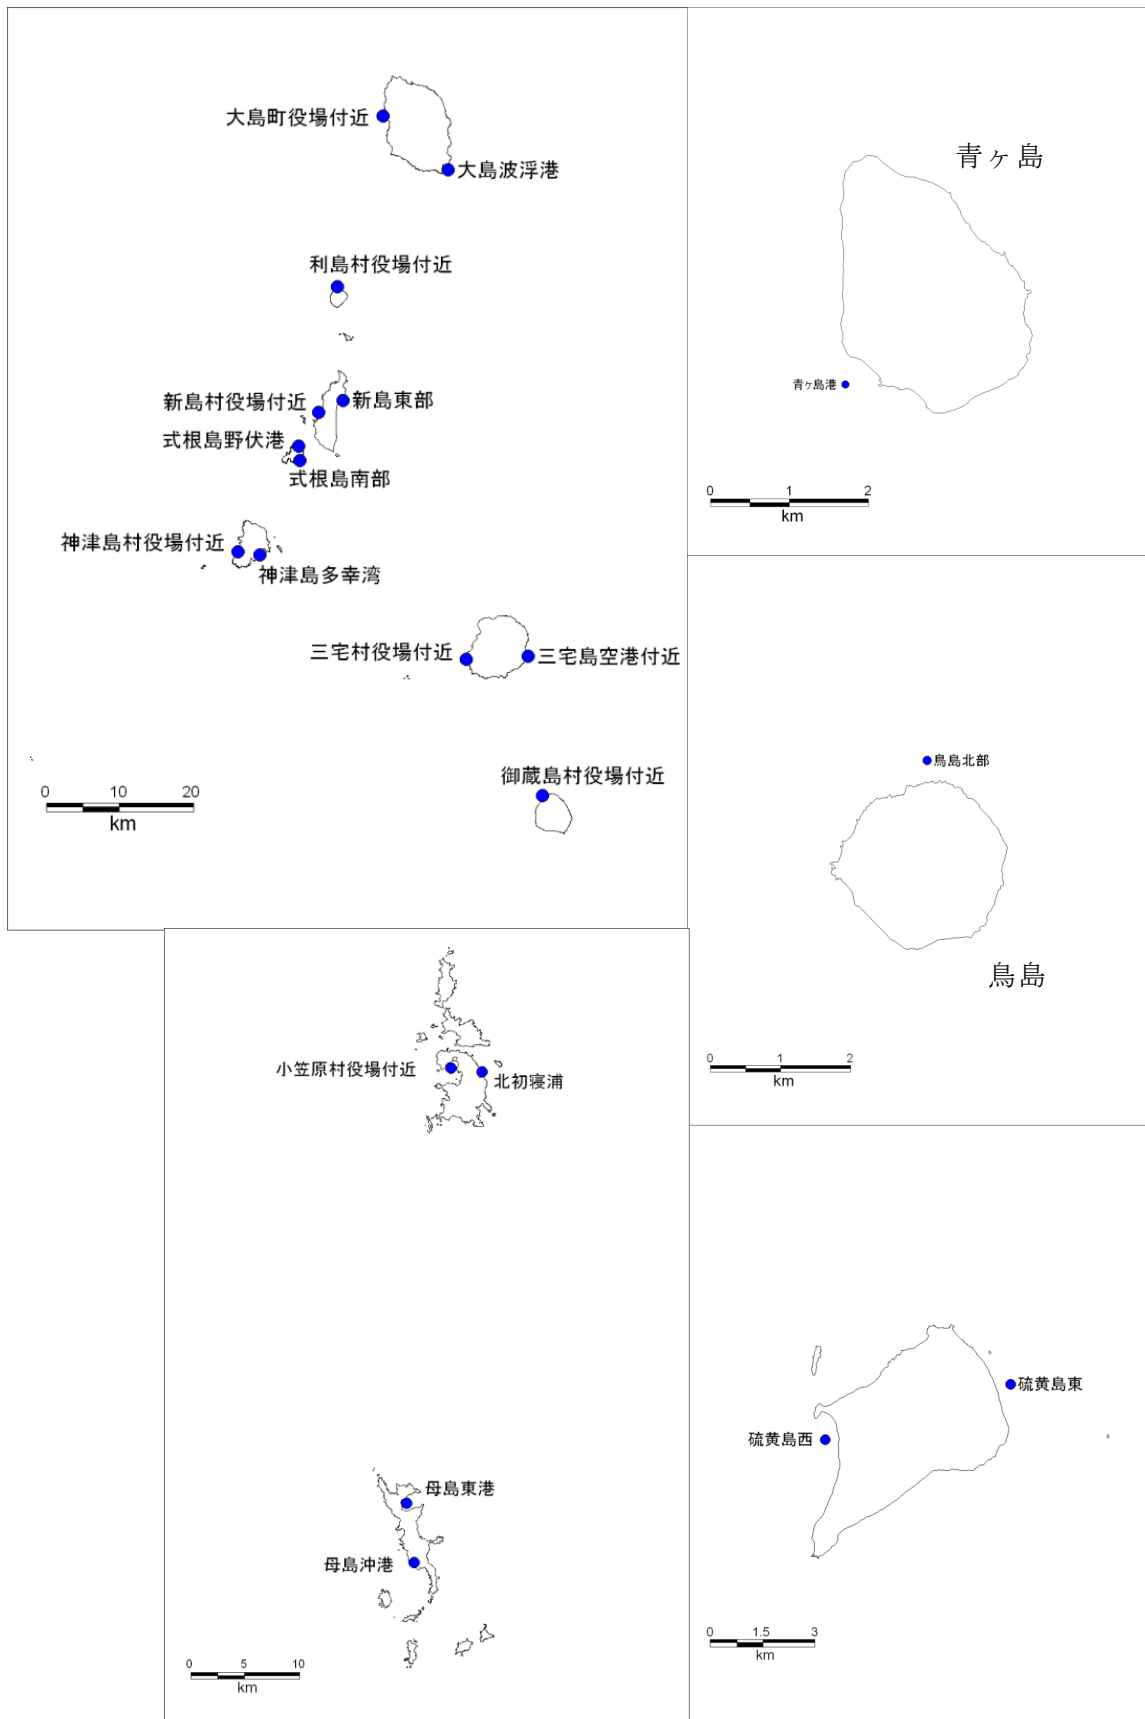 大島町役場付近
大島波浮港
利島村役場付近
新島村役場付近
新島東部
式根島野伏港
式根島南部
神津島村役場付近
神津島多幸湾
三宅村役場付近
三宅島空港付近
御蔵島村役場付近
0 10 20
km
青ヶ島
青ヶ島港
0 1 2
km
鳥島北部
鳥島
0 1 2
km
小笠原村役場付近
北初寝浦
母島東港
母島沖港
0 5 10
km
硫黄島東
硫黄島西
0 1.5 3
km